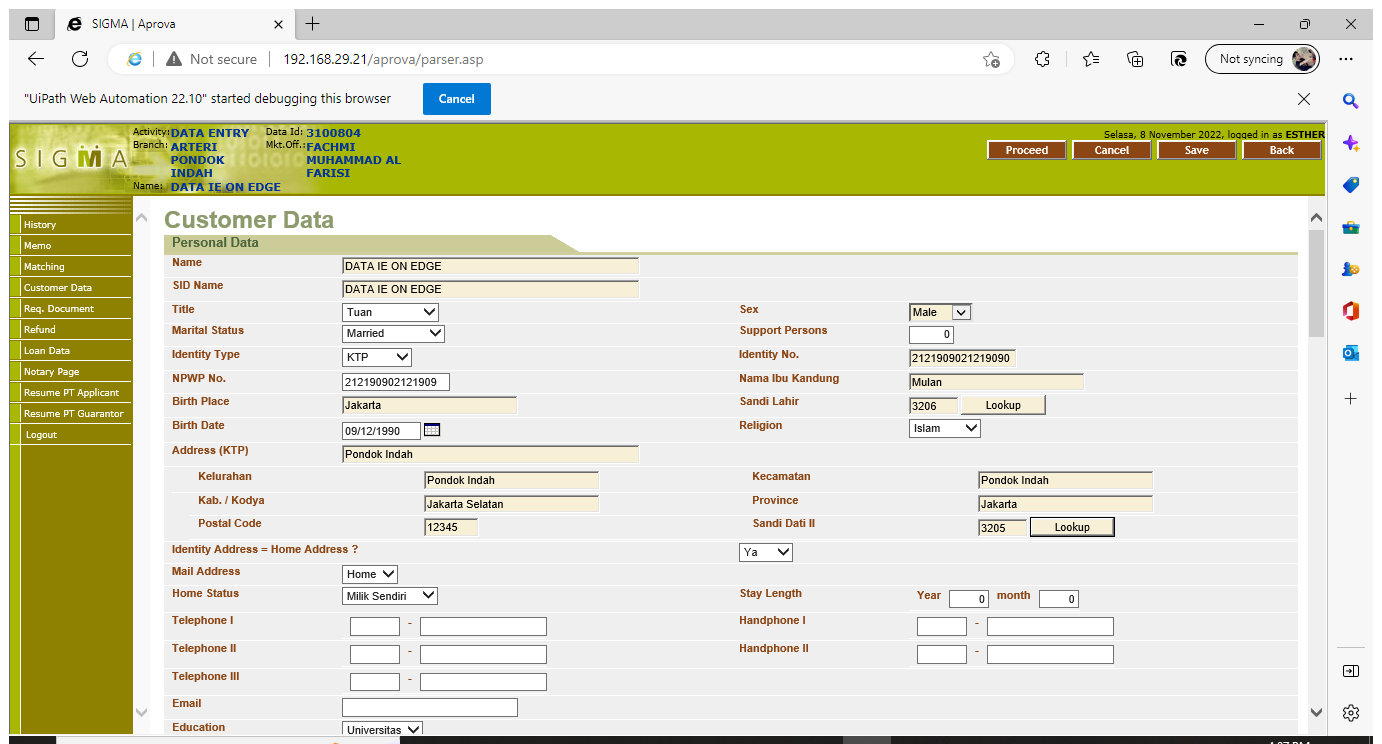 SIGMA | Aprova
Not secure 192.168.29.21/aprova/parser.asp Not syncing
"UiPath Web Automation 22.10" started debugging this browser Cancel
SIGMA
Activity: DATA ENTRY Data Id: 3100804
Branch: ARTERI PONDOK INDAH Mkt.Off.: FACHMI MUHAMMAD AL FARISI
Name: DATA IE ON EDGE
Selasa, 8 November 2022, logged in as ESTHER
Proceed Cancel Save Back
History
Memo
Matching
Customer Data
Req. Document
Refund
Loan Data
Notary Page
Resume PT Applicant
Resume PT Guarantor
Logout
Customer Data
Personal Data
Name DATA IE ON EDGE
SID Name DATA IE ON EDGE
Title Tuan Sex Male
Marital Status Married Support Persons 0
Identity Type KTP Identity No. 2121909021219090
NPWP No. 212190902121909 Nama Ibu Kandung Mulan
Birth Place Jakarta Sandi Lahir 3206 Lookup
Birth Date 09/12/1990 Religion Islam
Address (KTP) Pondok Indah
Kelurahan Pondok Indah Kecamatan Pondok Indah
Kab. / Kodya Jakarta Selatan Province Jakarta
Postal Code 12345 Sandi Dati II 3205 Lookup
Identity Address = Home Address ? Ya
Mail Address Home
Home Status Milik Sendiri Stay Length Year 0 month 0
Telephone I - Handphone I -
Telephone II - Handphone II -
Telephone III -
Email
Education Universitas